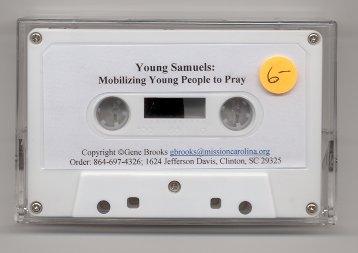 Young Samuels:
Mobilizing Young People to Pray
6-
Copyright ©Gene Brooks gbrooks@missioncarolina.org
Order: 864-697-4326; 1624 Jefferson Davis, Clinton, SC 29325